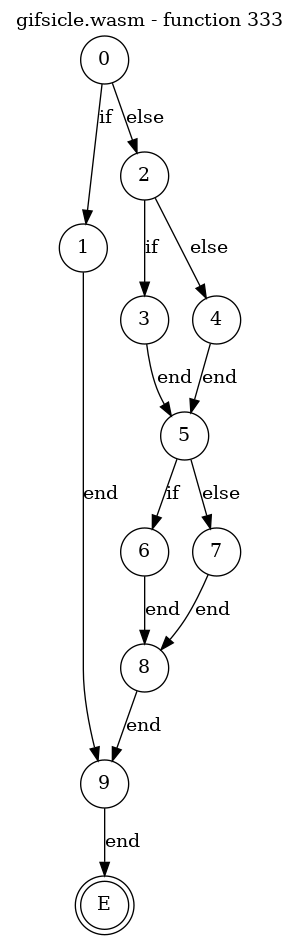 gifsicle.wasm - function 333
0
if
else
2
1
if
else
3
4
end
end
5
end
if
else
6
7
end
end
8
end
9
end
E